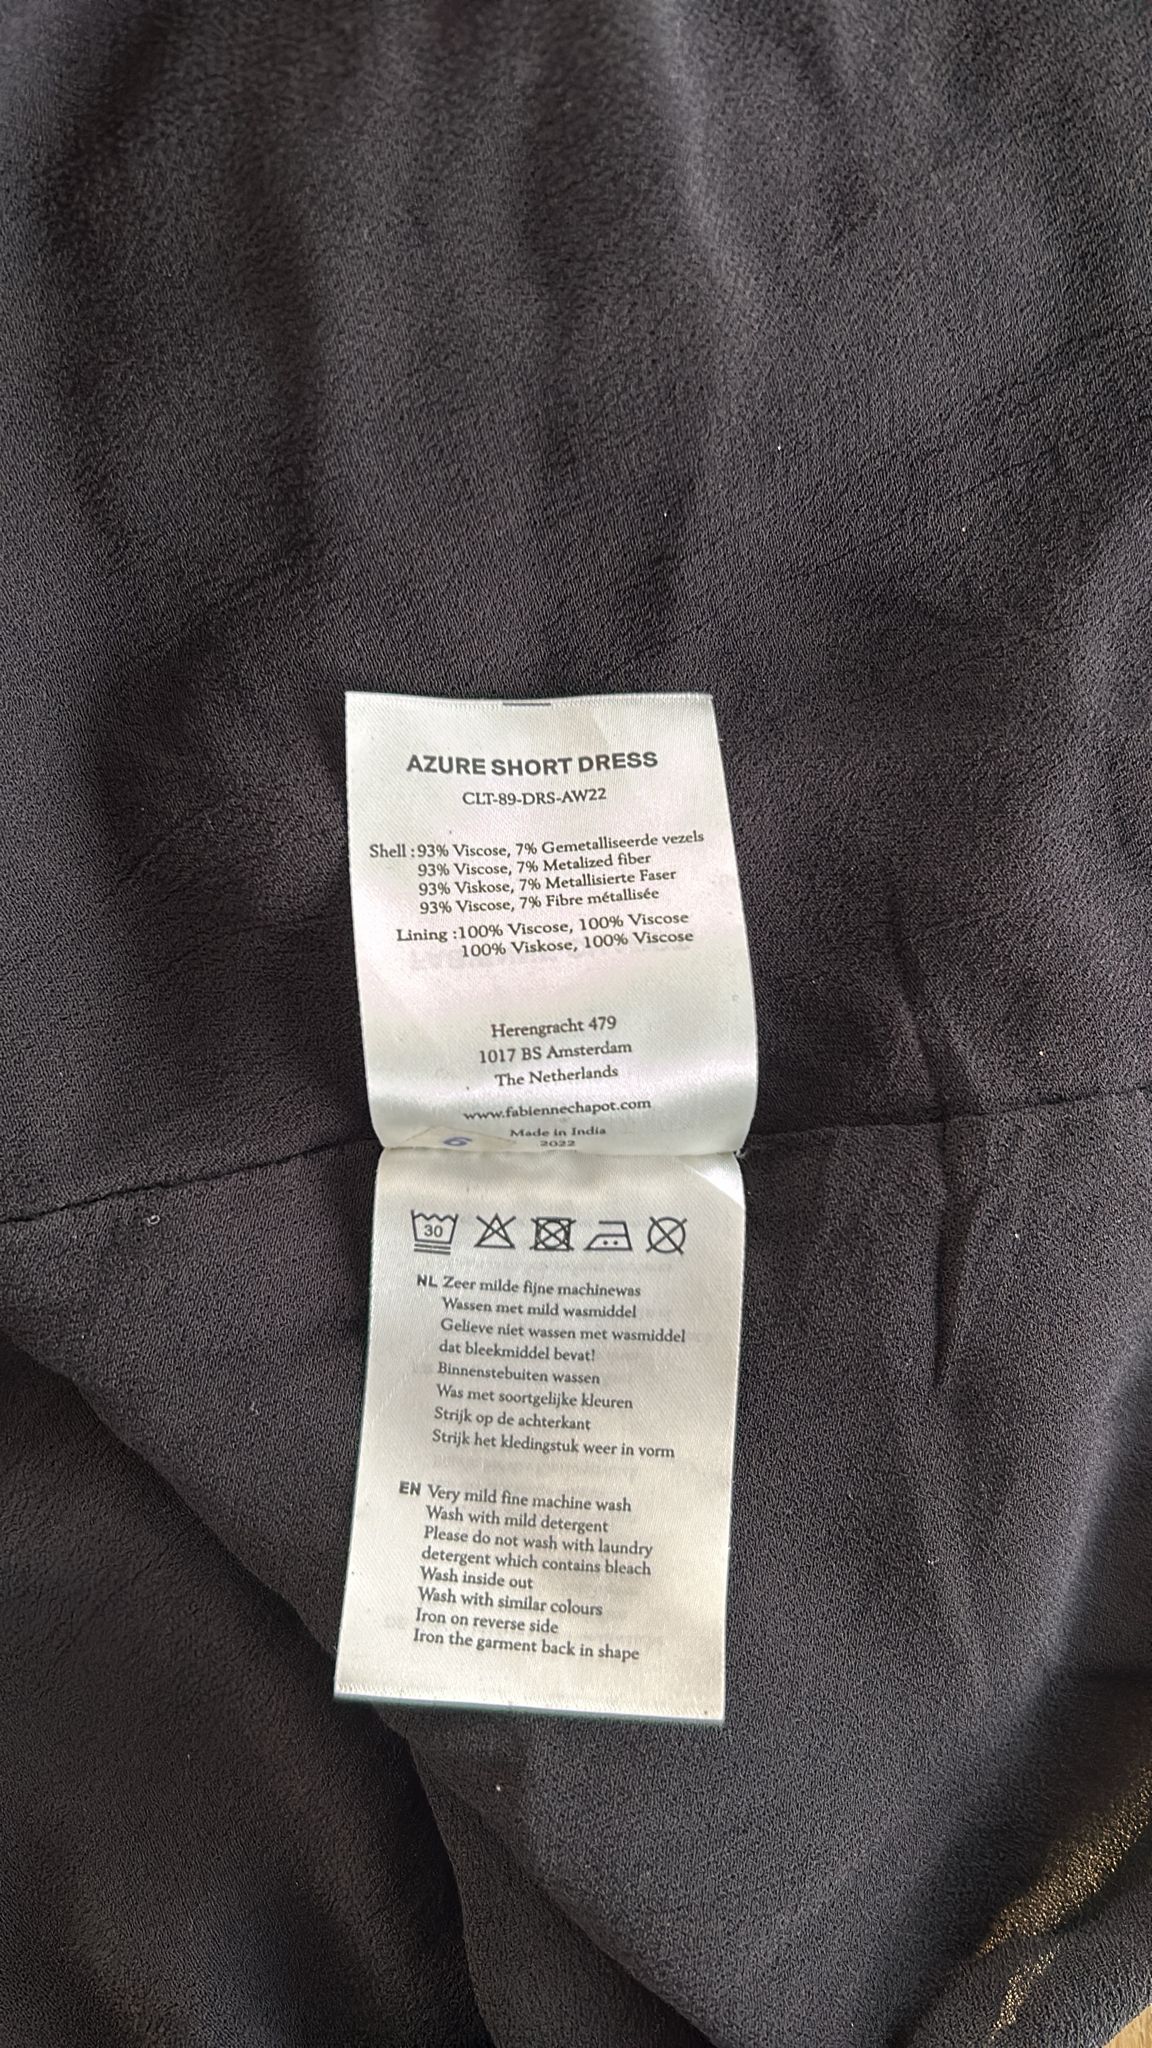 AZURE SHORT DRESS
CLT-89-DRS-AW22
Shell :93% Viscose, 7% Gemetalliseerde vezels
93% Viscose, 7% Metalized fiber
93% Viskose, 7% Metallisierte Faser
93% Viscose, 7% Fibre métallisée
Lining :100% Viscose, 100% Viscose
100% Viskose, 100% Viscose
Herengracht 479
1017 BS Amsterdam
The Netherlands
www.fabiennechapot.com
Made in India
2022
6
30
NL Zeer milde fijne machinewas
Wassen met mild wasmiddel
Gelieve niet wassen met wasmiddel
dat bleekmiddel bevat!
Binnenstebuiten wassen
Was met soortgelijke kleuren
Strijk op de achterkant
Strijk het kledingstuk weer in vorm
EN Very mild fine machine wash
Wash with mild detergent
Please do not wash with laundry
detergent which contains bleach
Wash inside out
Wash with similar colours
Iron on reverse side
Iron the garment back in shape